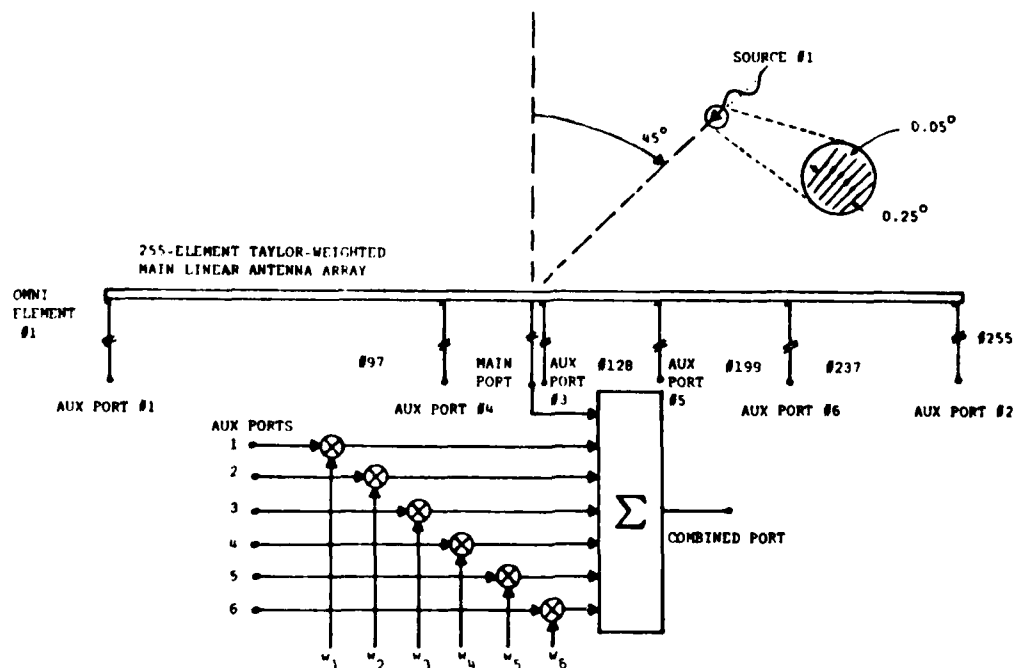 SOURCE #1
45°
0.05°
0.25°
255-ELEMENT TAYLOR-WEIGHTED
MAIN LINEAR ANTENNA ARRAY
OMNI
ELEMENT
#1
#97
MAIN
PORT
AUX
PORT
#3
#128
AUX
PORT
#5
#199
#237
#255
AUX PORT #1
AUX PORT #4
AUX PORT #6
AUX PORT #2
AUX PORTS
1
2
3
4
5
6
Σ
COMBINED PORT
w1 w2 w3 w4 w5 w6